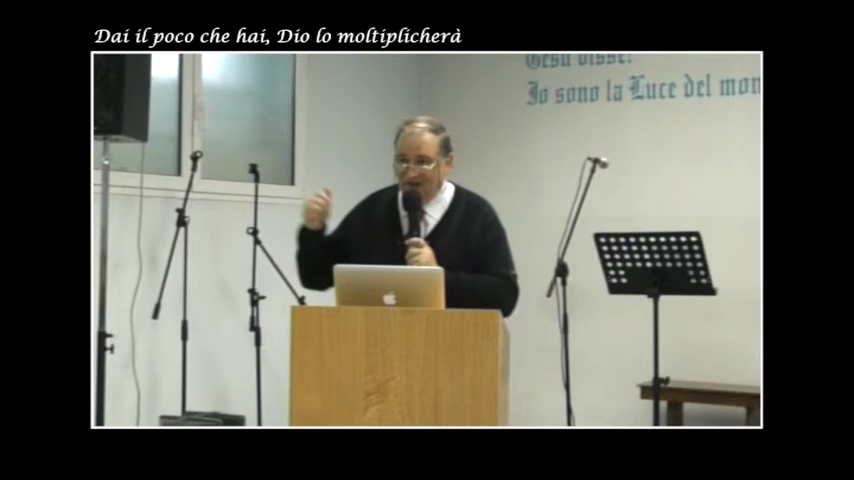 Dai il poco che hai, Dio lo moltiplicherà
Gesù disse:
Io sono la Luce del mon